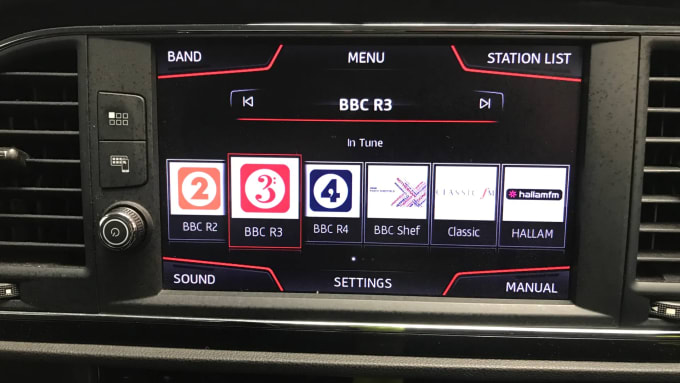 BAND MENU STATION LIST
BBC R3
In Tune
2 3: 4 CLASSIC fM hallamfm
BBC R2 BBC R3 BBC R4 BBC Shef Classic HALLAM
SOUND SETTINGS MANUAL